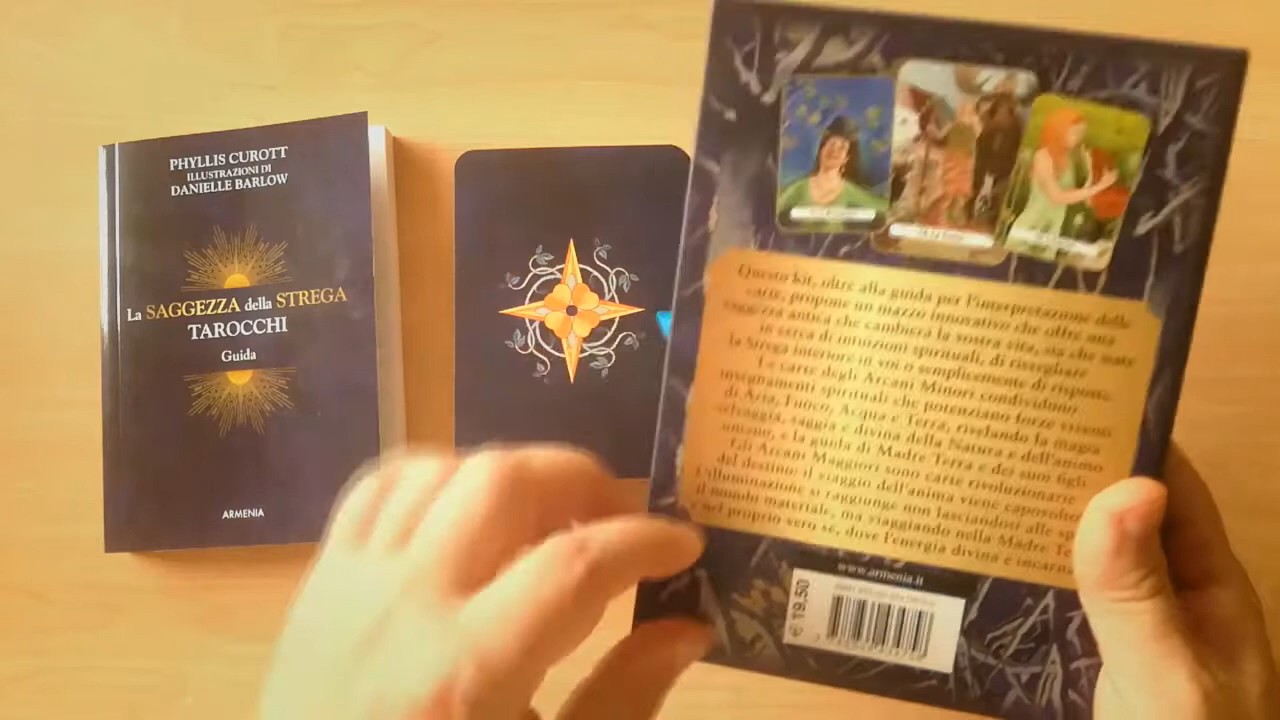 PHYLLIS CUROTT
ILLUSTRAZIONI DI
DANIELLE BARLOW
La SAGGEZZA della STREGA
TAROCCHI
Guida
ARMENIA
Questo kit, oltre alla guida per l'interpretazione delle
carte, propone un mazzo innovativo che offre una
saggezza antica che cambierà la vostra vita, sia che siate
in cerca di intuizioni spirituali, di risvegliare
la Strega interiore in voi o semplicemente di risposte.
Le carte degli Arcani Minori condividono
insegnamenti spirituali che potenziano forze
di Aria, Fuoco, Acqua e Terra, rivelando la magia
selvaggia, saggia e divina della Natura e dell'animo
umano, e la guida di Madre Terra e dei suoi figli
Gli Arcani Maggiori sono carte rivoluzionarie
del destino: il viaggio dell'anima viene capovolto
L'illuminazione si raggiunge non lasciandosi alle sp
il mondo materiale, ma viaggiando nella Madre Te
e nel proprio vero sé, dove l'energia divina è incarna
www.armenia.it
€ 19,50